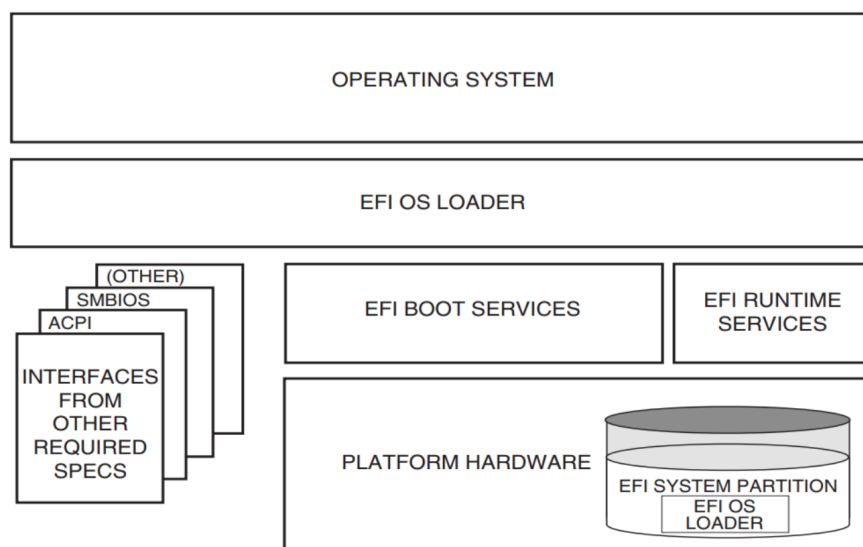 OPERATING SYSTEM
EFI OS LOADER
(OTHER)
SMBIOS
ACPI
INTERFACES
FROM
OTHER
REQUIRED
SPECS
EFI BOOT SERVICES
EFI RUNTIME
SERVICES
PLATFORM HARDWARE
EFI SYSTEM PARTITION
EFI OS
LOADER